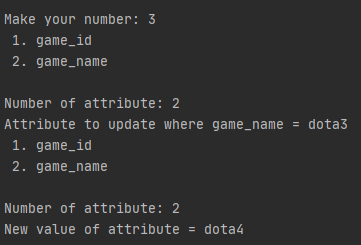 Make your number: 3
1. game_id
2. game_name
Number of attribute: 2
Attribute to update where game_name = dota3
1. game_id
2. game_name
Number of attribute: 2
New value of attribute = dota4